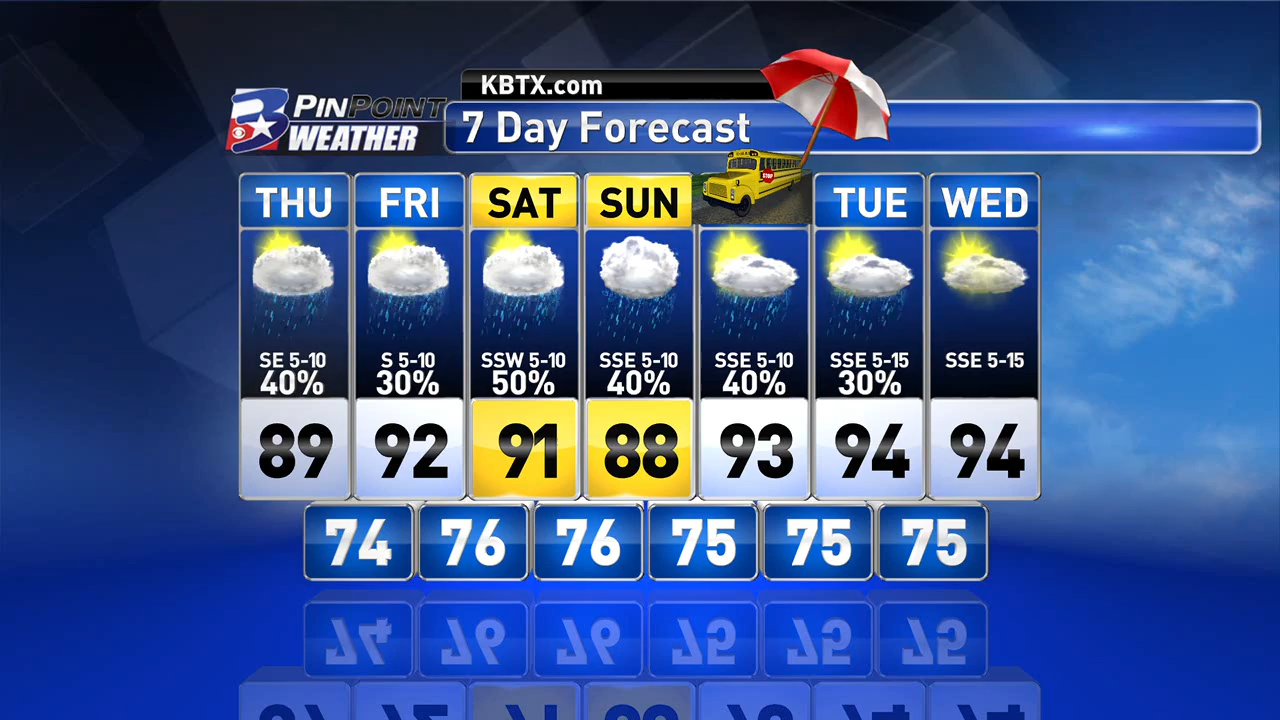 KBTX.com
3 PINPOINT
WEATHER
7 Day Forecast
THU FRI SAT SUN TUE WED
STOP
SE 5-10 S 5-10 SSW 5-10 SSE 5-10 SSE 5-10 SSE 5-15 SSE 5-15
40% 30% 50% 40% 40% 30%
89 92 91 88 93 94 94
74 76 76 75 75 75